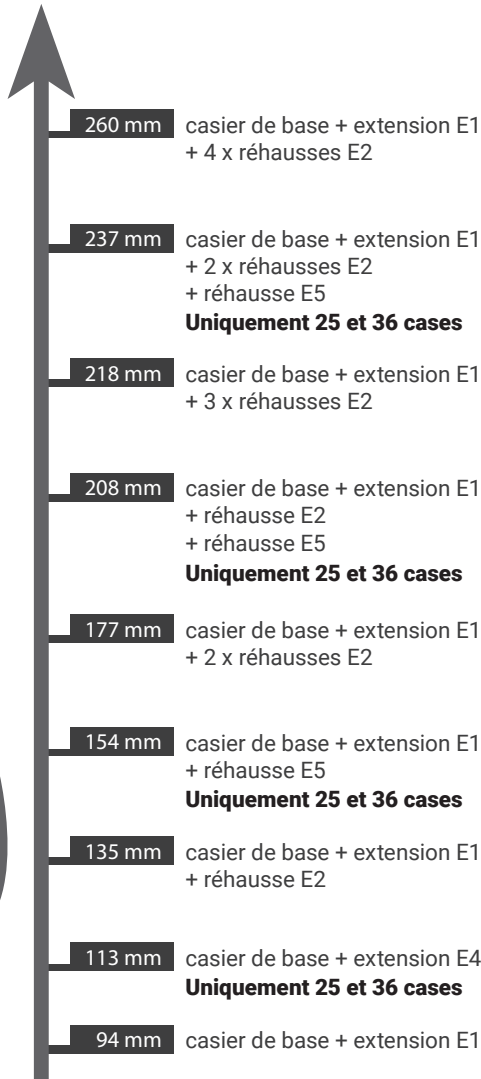 260 mm casier de base + extension E1
+ 4 x réhausses E2
237 mm casier de base + extension E1
+ 2 x réhausses E2
+ réhausse E5
Uniquement 25 et 36 cases
218 mm casier de base + extension E1
+ 3 x réhausses E2
208 mm casier de base + extension E1
+ réhausse E2
+ réhausse E5
Uniquement 25 et 36 cases
177 mm casier de base + extension E1
+ 2 x réhausses E2
154 mm casier de base + extension E1
+ réhausse E5
Uniquement 25 et 36 cases
135 mm casier de base + extension E1
+ réhausse E2
113 mm casier de base + extension E4
Uniquement 25 et 36 cases
94 mm casier de base + extension E1